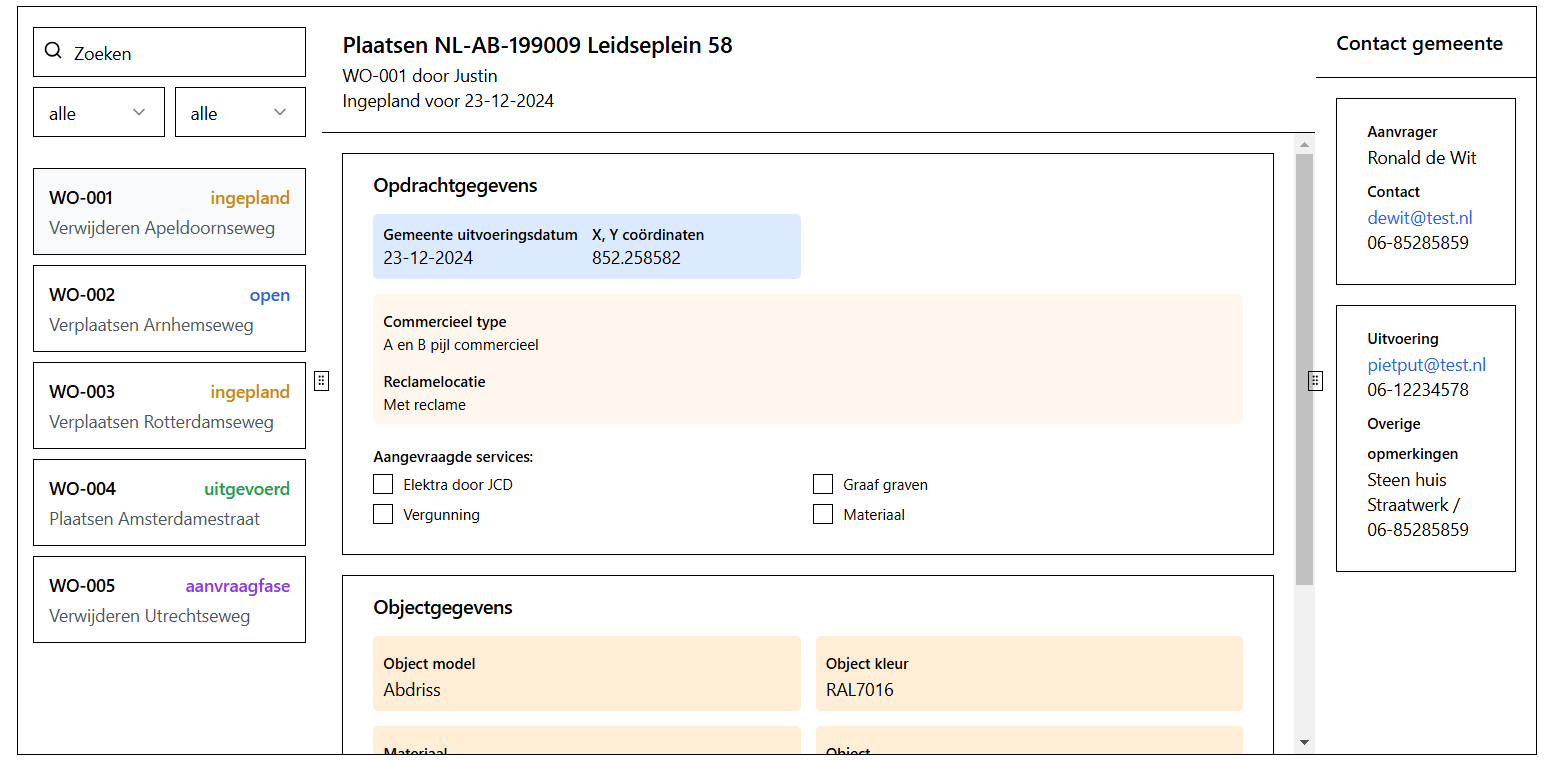 Zoeken
alle
alle
WO-001 ingepland
Verwijderen Apeldoornseweg
WO-002 open
Verplaatsen Arnhemseweg
WO-003 ingepland
Verplaatsen Rotterdamseweg
WO-004 uitgevoerd
Plaatsen Amsterdamestraat
WO-005 aanvraagfase
Verwijderen Utrechtseweg
Plaatsen NL-AB-199009 Leidseplein 58
WO-001 door Justin
Ingepland voor 23-12-2024
Opdrachtgegevens
Gemeente uitvoeringsdatum X, Y coördinaten
23-12-2024 852.258582
Commercieel type
A en B pijl commercieel
Reclamelocatie
Met reclame
Aangevraagde services:
Elektra door JCD Graaf graven
Vergunning Materiaal
Objectgegevens
Object model Object kleur
Abdriss RAL7016
Materiaal Object
Contact gemeente
Aanvrager
Ronald de Wit
Contact
dewit@test.nl
06-85285859
Uitvoering
pietput@test.nl
06-12234578
Overige
opmerkingen
Steen huis
Straatwerk /
06-85285859